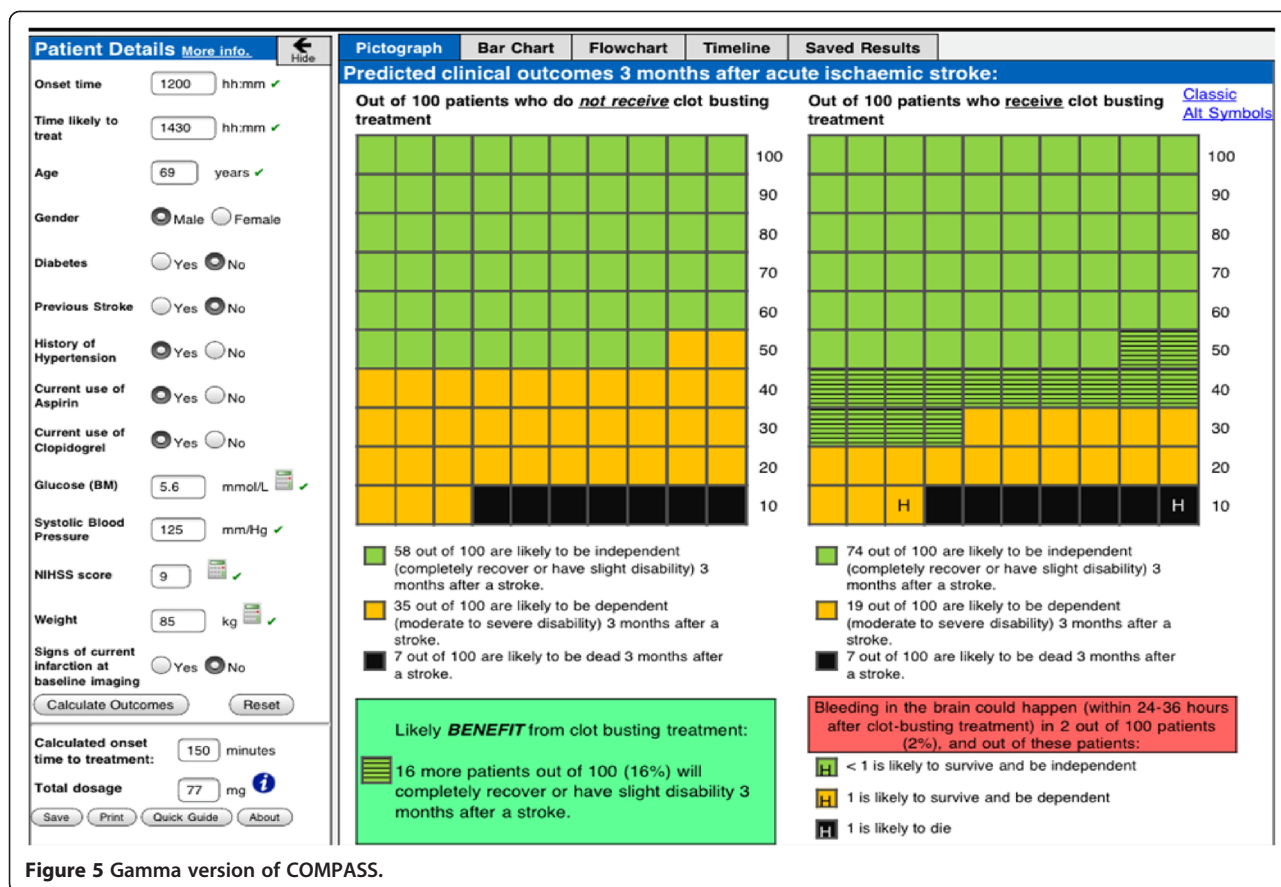 Patient Details More info.
Hide
Onset time 1200 hh:mm ✔
Time likely to
treat 1430 hh:mm ✔
Age 69 years ✔
Gender Male Female
Diabetes Yes No
Previous Stroke Yes No
History of
Hypertension Yes No
Current use of
Aspirin Yes No
Current use of
Clopidogrel Yes No
Glucose (BM) 5.6 mmol/L ✔
Systolic Blood
Pressure 125 mm/Hg ✔
NIHSS score 9 ✔
Weight 85 kg ✔
Signs of current
infarction at
baseline imaging Yes No
Calculate Outcomes Reset
Calculated onset
time to treatment: 150 minutes
Total dosage 77 mg i
Save Print Quick Guide About
Pictograph Bar Chart Flowchart Timeline Saved Results
Predicted clinical outcomes 3 months after acute ischaemic stroke:
Out of 100 patients who do not receive clot busting
treatment
100
90
80
70
60
50
40
30
20
10
58 out of 100 are likely to be independent
(completely recover or have slight disability) 3
months after a stroke.
35 out of 100 are likely to be dependent
(moderate to severe disability) 3 months after a
stroke.
7 out of 100 are likely to be dead 3 months after
a stroke.
Likely BENEFIT from clot busting treatment:
16 more patients out of 100 (16%) will
completely recover or have slight disability 3
months after a stroke.
Out of 100 patients who receive clot busting
treatment
Classic
Alt Symbols
100
90
80
70
60
50
40
30
20
H H 10
74 out of 100 are likely to be independent
(completely recover or have slight disability) 3
months after a stroke.
19 out of 100 are likely to be dependent
(moderate to severe disability) 3 months after a
stroke.
7 out of 100 are likely to be dead 3 months after
a stroke.
Bleeding in the brain could happen (within 24-36 hours
after clot-busting treatment) in 2 out of 100 patients
(2%), and out of these patients:
H < 1 is likely to survive and be independent
H 1 is likely to survive and be dependent
H 1 is likely to die
Figure 5 Gamma version of COMPASS.